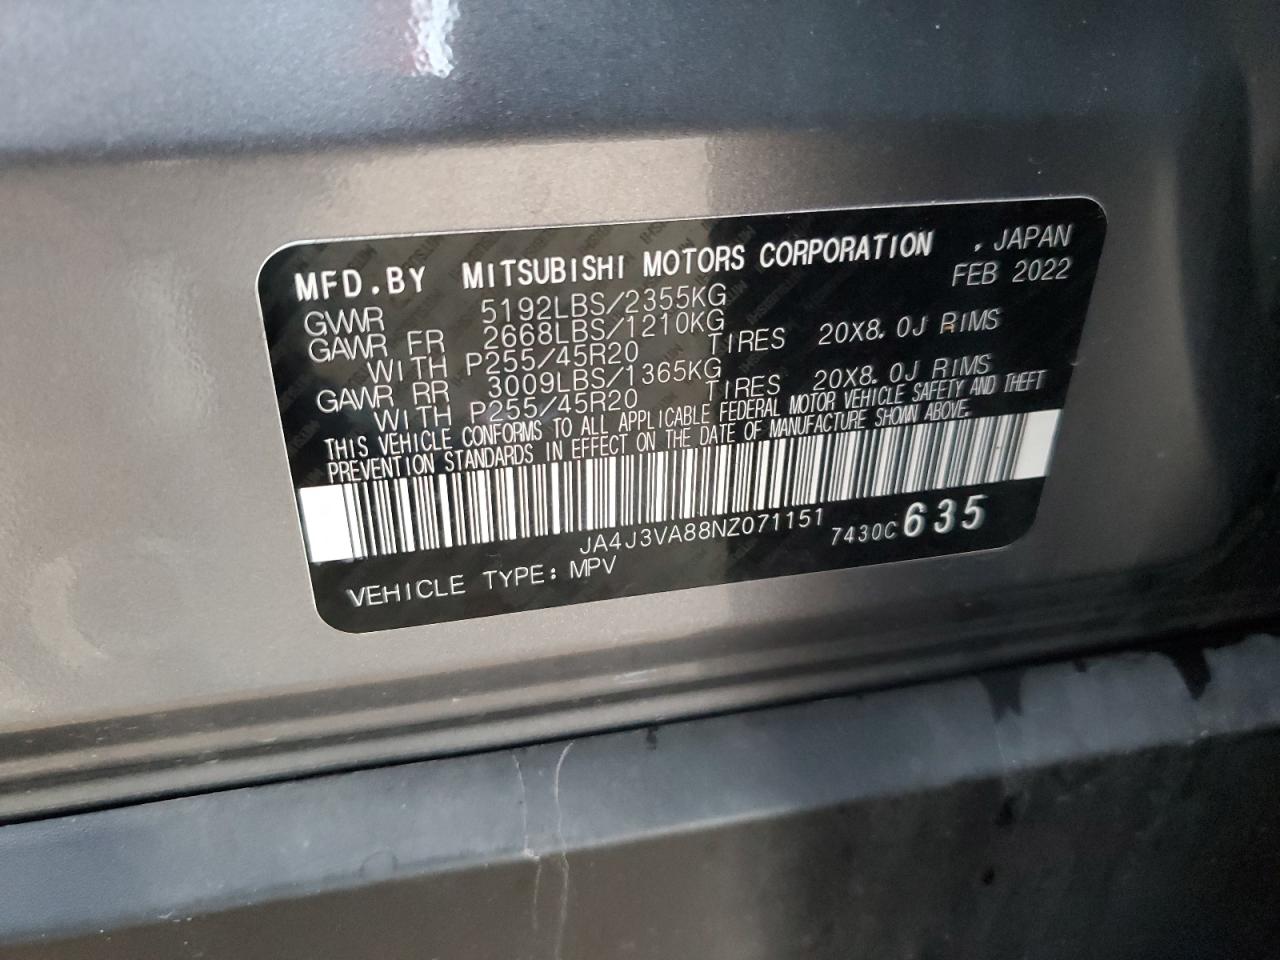 MFD.BY MITSUBISHI MOTORS CORPORATION , JAPAN
FEB 2022
GVWR 5192LBS/2355KG
GAWR FR 2668LBS/1210KG
WITH P255/45R20 TIRES 20X8.0J RIMS
GAWR RR 3009LBS/1365KG
WITH P255/45R20 TIRES 20X8.0J RIMS
THIS VEHICLE CONFORMS TO ALL APPLICABLE FEDERAL MOTOR VEHICLE SAFETY AND THEFT
PREVENTION STANDARDS IN EFFECT ON THE DATE OF MANUFACTURE SHOWN ABOVE.
JA4J3VA88NZ071151 7430C 635
VEHICLE TYPE: MPV